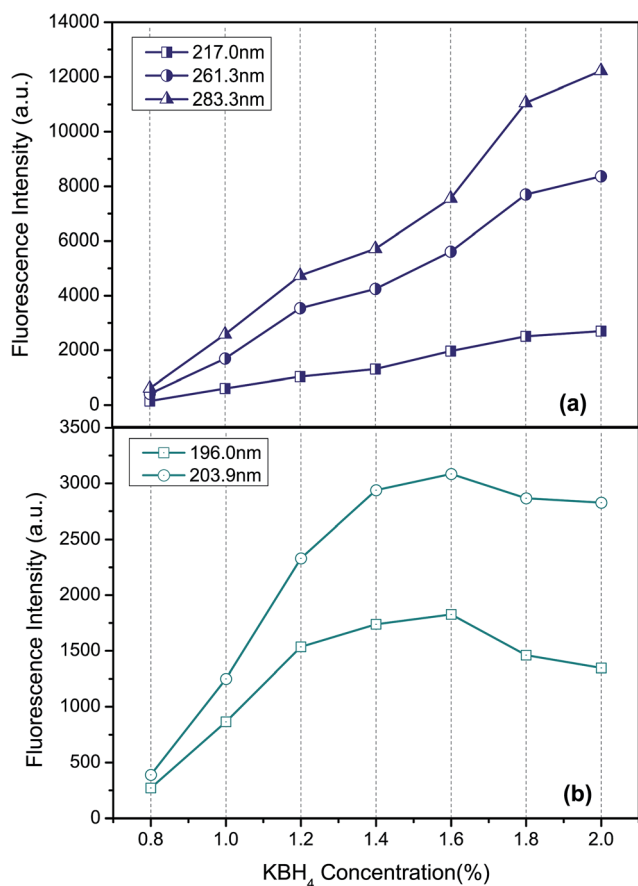 14000
12000
10000
8000
6000
4000
2000
0
Fluorescence Intensity (a.u.)
217.0nm
261.3nm
283.3nm
(a)
3500
3000
2500
2000
1500
1000
500
0
Fluorescence Intensity (a.u.)
196.0nm
203.9nm
(b)
0.8 1.0 1.2 1.4 1.6 1.8 2.0
KBH₄ Concentration(%)